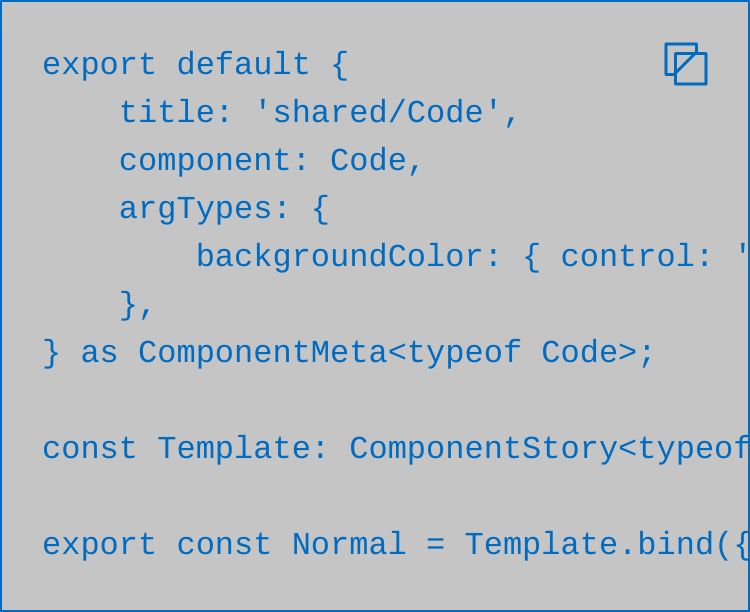 export default {
    title: 'shared/Code',
    component: Code,
    argTypes: {
        backgroundColor: { control: '
    },
} as ComponentMeta<typeof Code>;
const Template: ComponentStory<typeof
export const Normal = Template.bind({